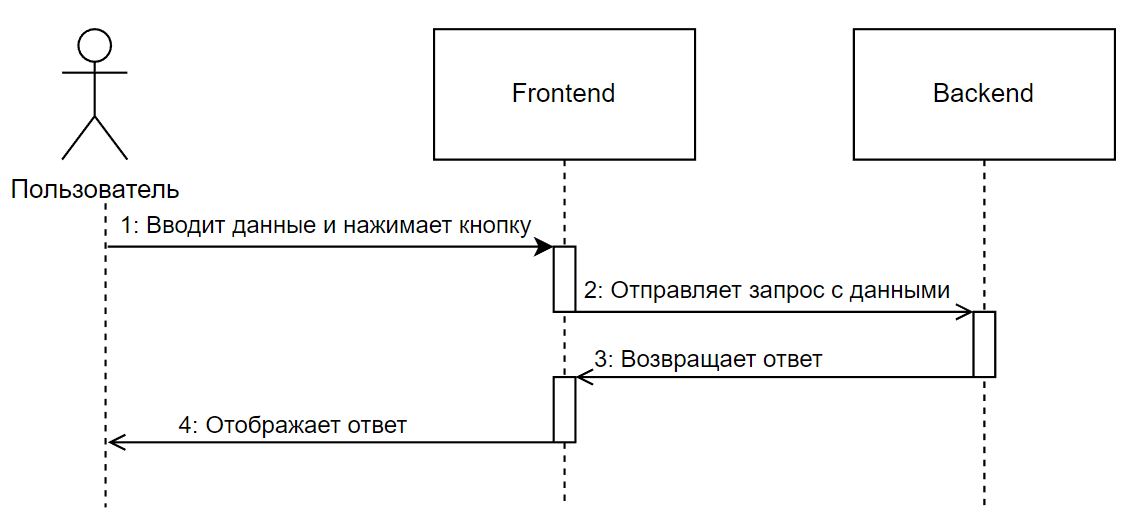 Frontend
Backend
Пользователь
1: Вводит данные и нажимает кнопку
2: Отправляет запрос с данными
3: Возвращает ответ
4: Отображает ответ